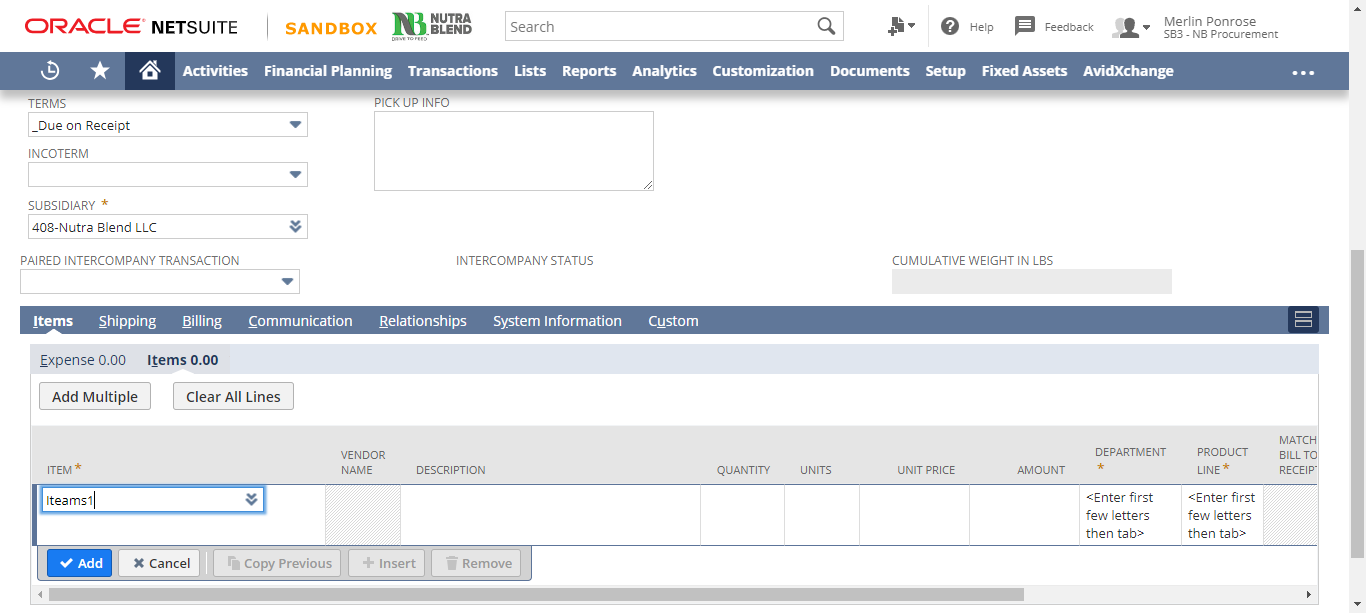 ORACLE NETSUITE SANDBOX NB NUTRA BLEND DRIVE TO FEED Search Help Feedback Merlin Ponrose
SB3 - NB Procurement
Activities Financial Planning Transactions Lists Reports Analytics Customization Documents Setup Fixed Assets AvidXchange
TERMS PICK UP INFO
_Due on Receipt
INCOTERM
SUBSIDIARY *
408-Nutra Blend LLC
PAIRED INTERCOMPANY TRANSACTION INTERCOMPANY STATUS CUMULATIVE WEIGHT IN LBS
Items Shipping Billing Communication Relationships System Information Custom
Expense 0.00 Items 0.00
Add Multiple Clear All Lines
ITEM * VENDOR NAME DESCRIPTION QUANTITY UNITS UNIT PRICE AMOUNT DEPARTMENT * PRODUCT LINE * MATCH BILL TO RECEIPT
Iteams1 <Enter first few letters then tab> <Enter first few letters then tab>
Add Cancel Copy Previous Insert Remove